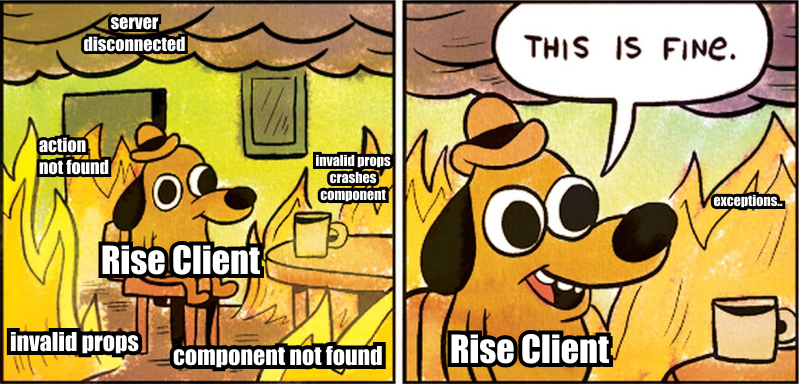 server
disconnected
action
not found
invalid props
crashes
component
Rise Client
invalid props
component not found
THIS IS FINE.
exceptions..
Rise Client